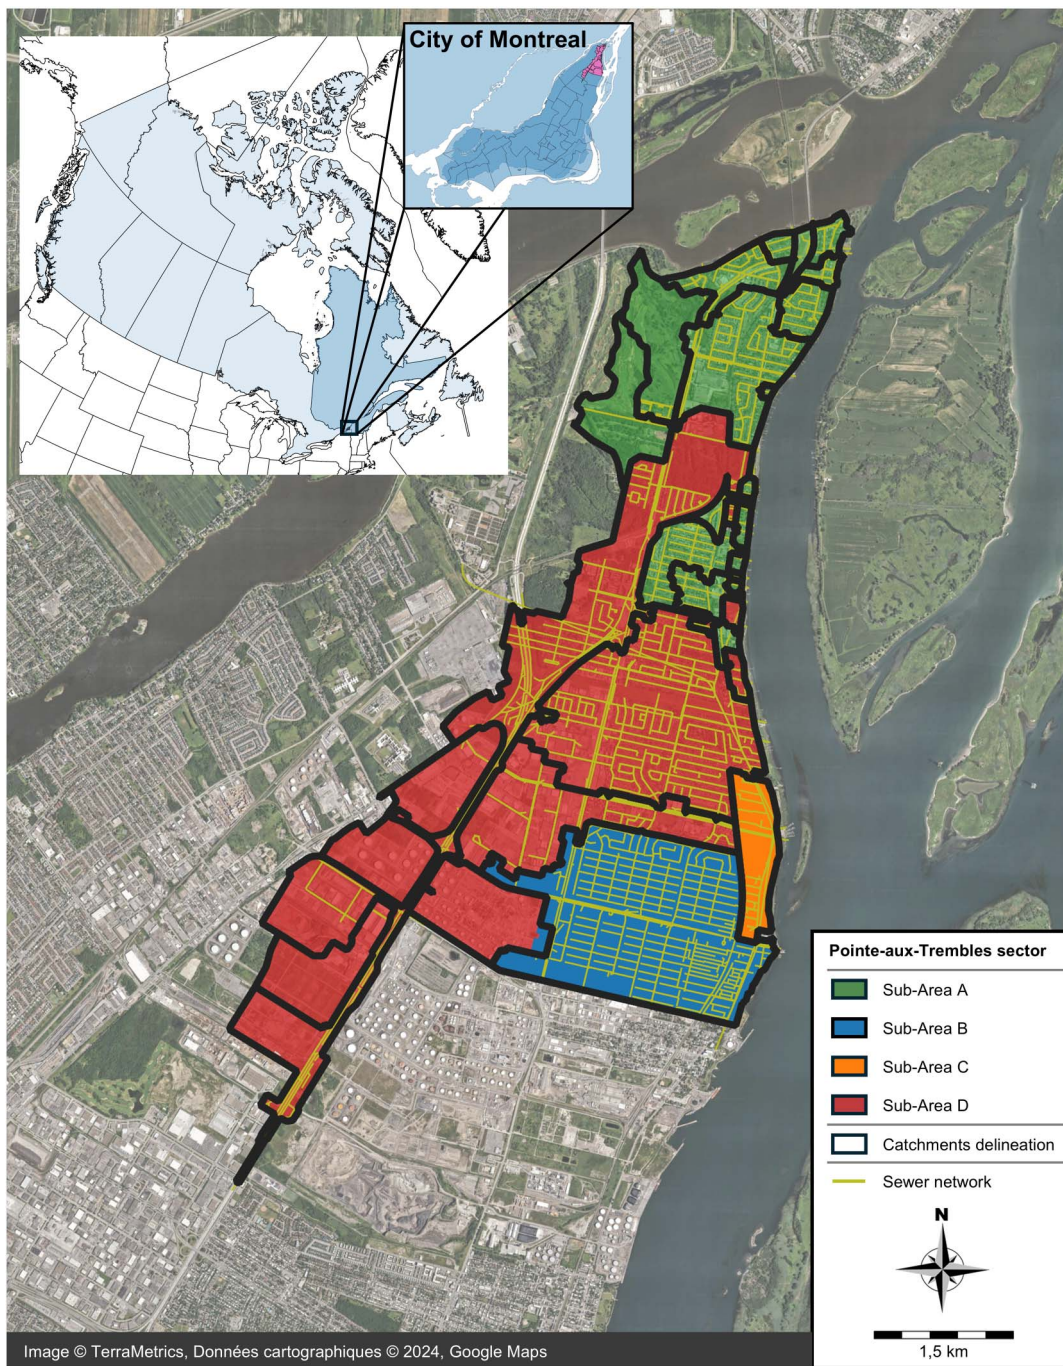 City of Montreal
Pointe-aux-Trembles sector
Sub-Area A
Sub-Area B
Sub-Area C
Sub-Area D
Catchments delineation
Sewer network
N
1,5 km
Image © TerraMetrics, Données cartographiques © 2024, Google Maps